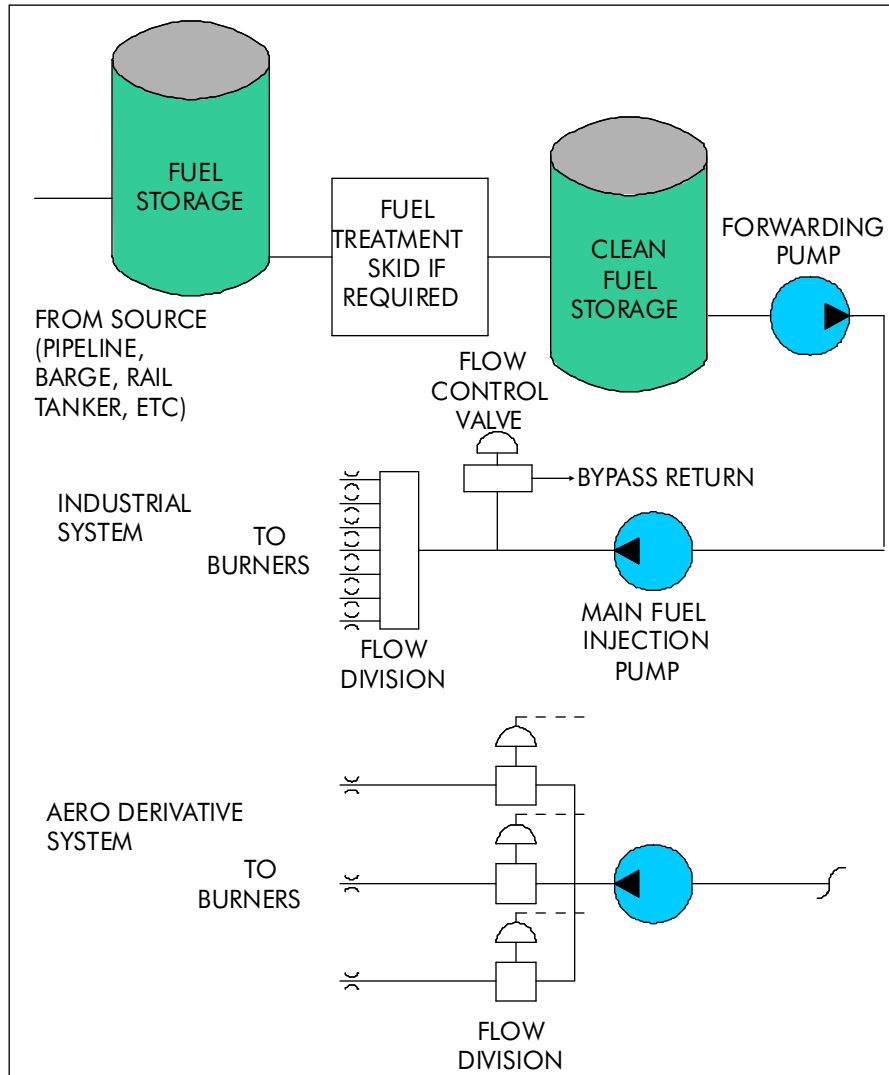 FUEL
STORAGE
FUEL
TREATMENT
SKID IF
REQUIRED
CLEAN
FUEL
STORAGE
FORWARDING
PUMP
FROM SOURCE
(PIPELINE,
BARGE, RAIL
TANKER, ETC)
FLOW
CONTROL
VALVE
BYPASS RETURN
INDUSTRIAL
SYSTEM
TO
BURNERS
FLOW
DIVISION
MAIN FUEL
INJECTION
PUMP
AERO DERIVATIVE
SYSTEM
TO
BURNERS
FLOW
DIVISION